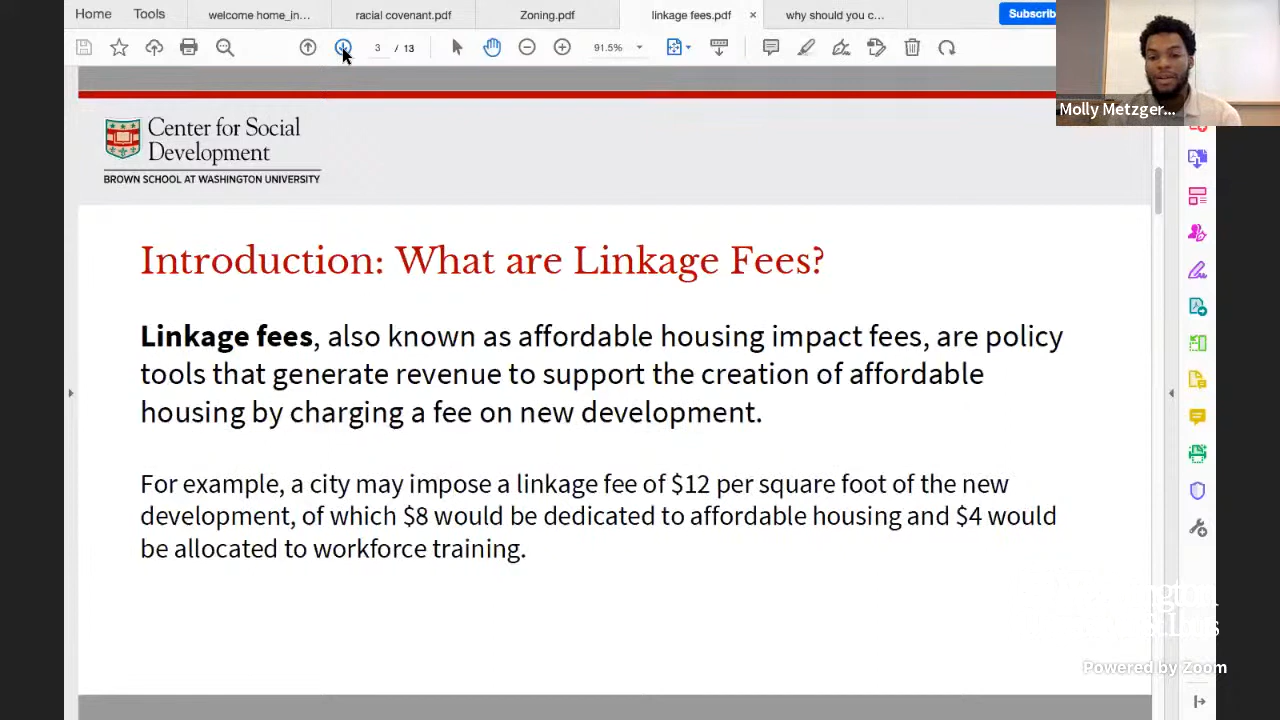 Home Tools welcome home_in... racial covenant.pdf Zoning.pdf linkage fees.pdf × why should you c...
3 / 13 91.5%
Molly Metzger...
Center for Social
Development
BROWN SCHOOL AT WASHINGTON UNIVERSITY
Introduction: What are Linkage Fees?
Linkage fees, also known as affordable housing impact fees, are policy
tools that generate revenue to support the creation of affordable
housing by charging a fee on new development.
For example, a city may impose a linkage fee of $12 per square foot of the new
development, of which $8 would be dedicated to affordable housing and $4 would
be allocated to workforce training.
Powered by Zoom